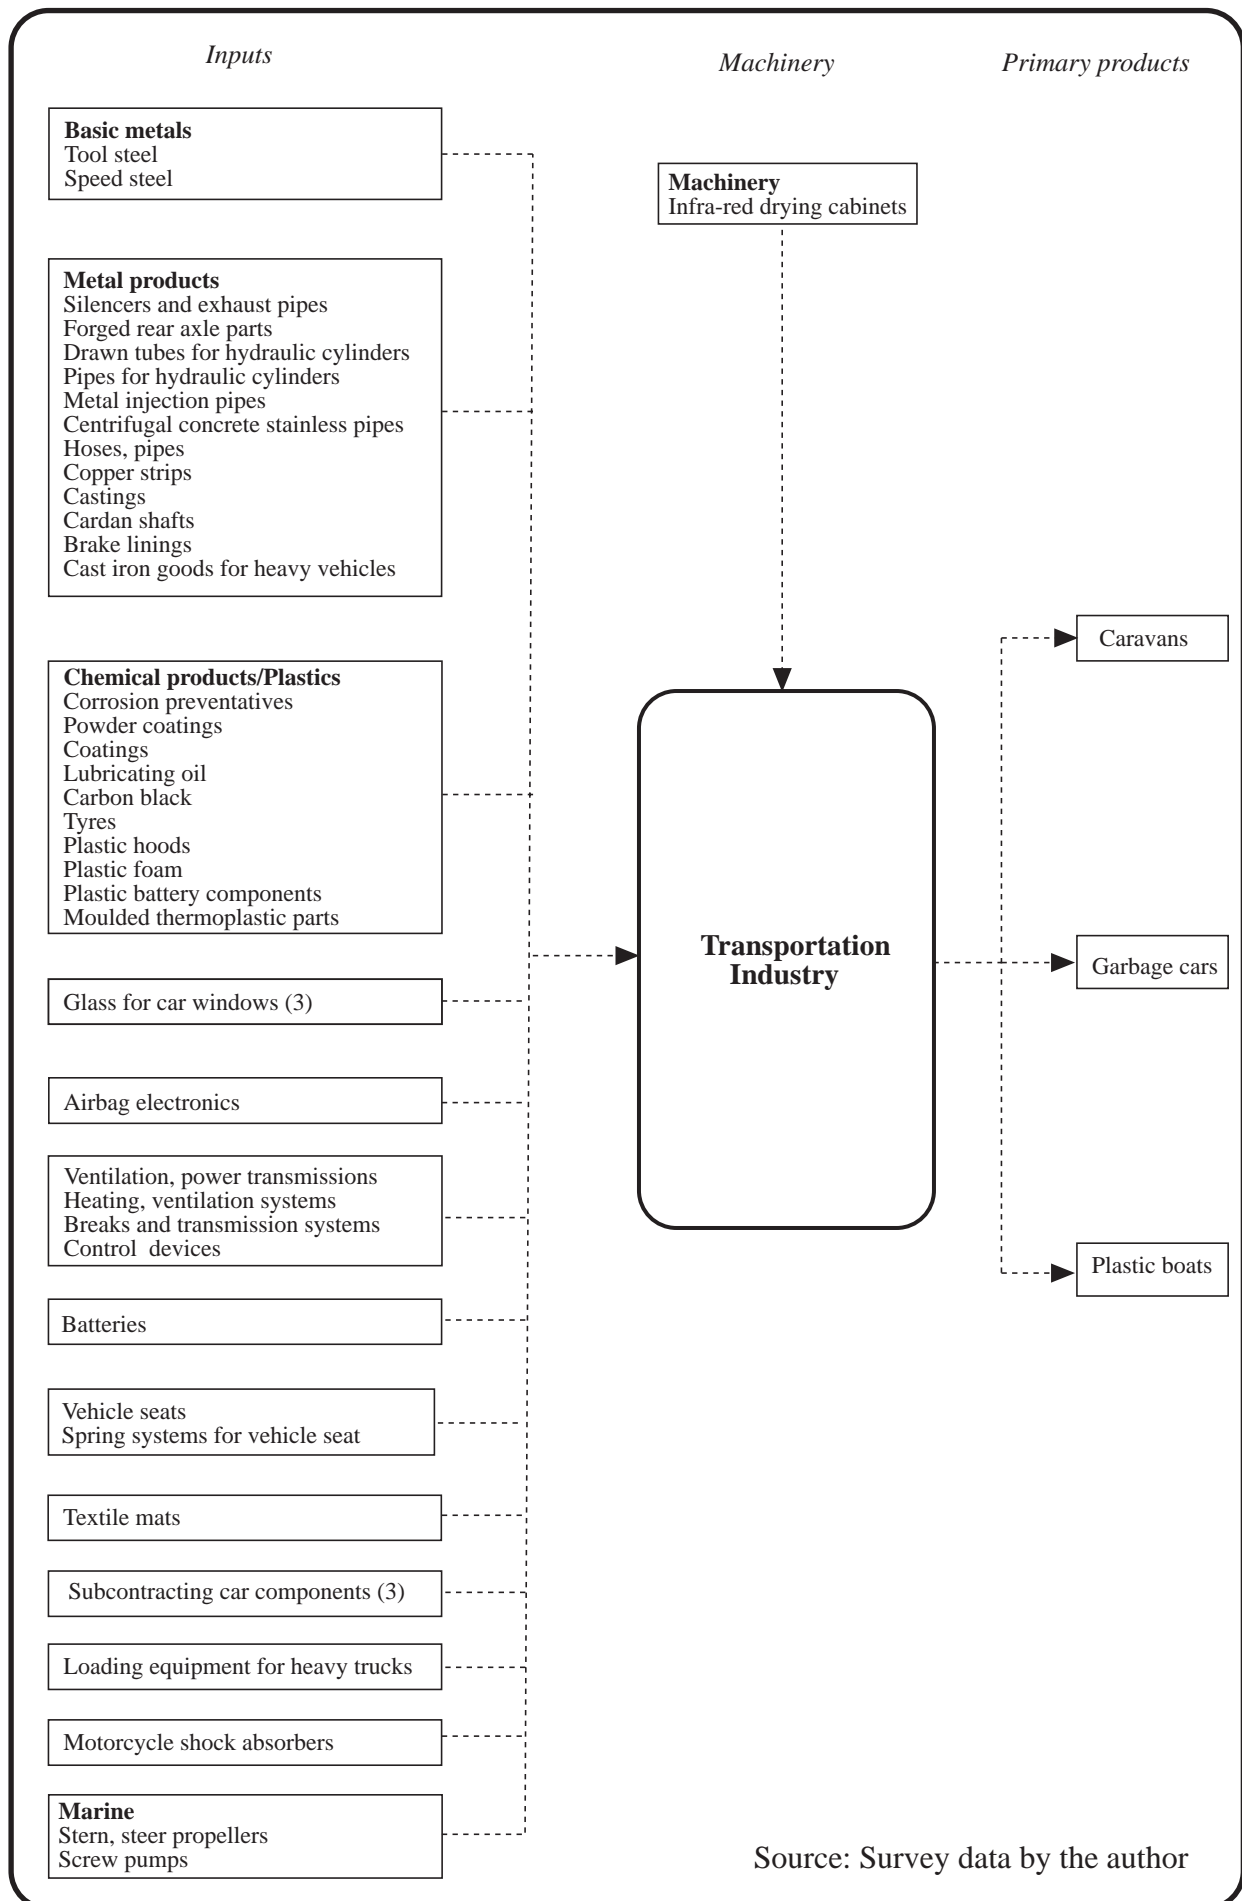 Inputs
Machinery
Primary products
Basic metals
Tool steel
Speed steel
Machinery
Infra-red drying cabinets
Metal products
Silencers and exhaust pipes
Forged rear axle parts
Drawn tubes for hydraulic cylinders
Pipes for hydraulic cylinders
Metal injection pipes
Centrifugal concrete stainless pipes
Hoses, pipes
Copper strips
Castings
Cardan shafts
Brake linings
Cast iron goods for heavy vehicles
Chemical products/Plastics
Corrosion preventatives
Powder coatings
Coatings
Lubricating oil
Carbon black
Tyres
Plastic hoods
Plastic foam
Plastic battery components
Moulded thermoplastic parts
Glass for car windows (3)
Airbag electronics
Ventilation, power transmissions
Heating, ventilation systems
Breaks and transmission systems
Control devices
Batteries
Vehicle seats
Spring systems for vehicle seat
Textile mats
Subcontracting car components (3)
Loading equipment for heavy trucks
Motorcycle shock absorbers
Marine
Stern, steer propellers
Screw pumps
Transportation
Industry
Caravans
Garbage cars
Plastic boats
Source: Survey data by the author